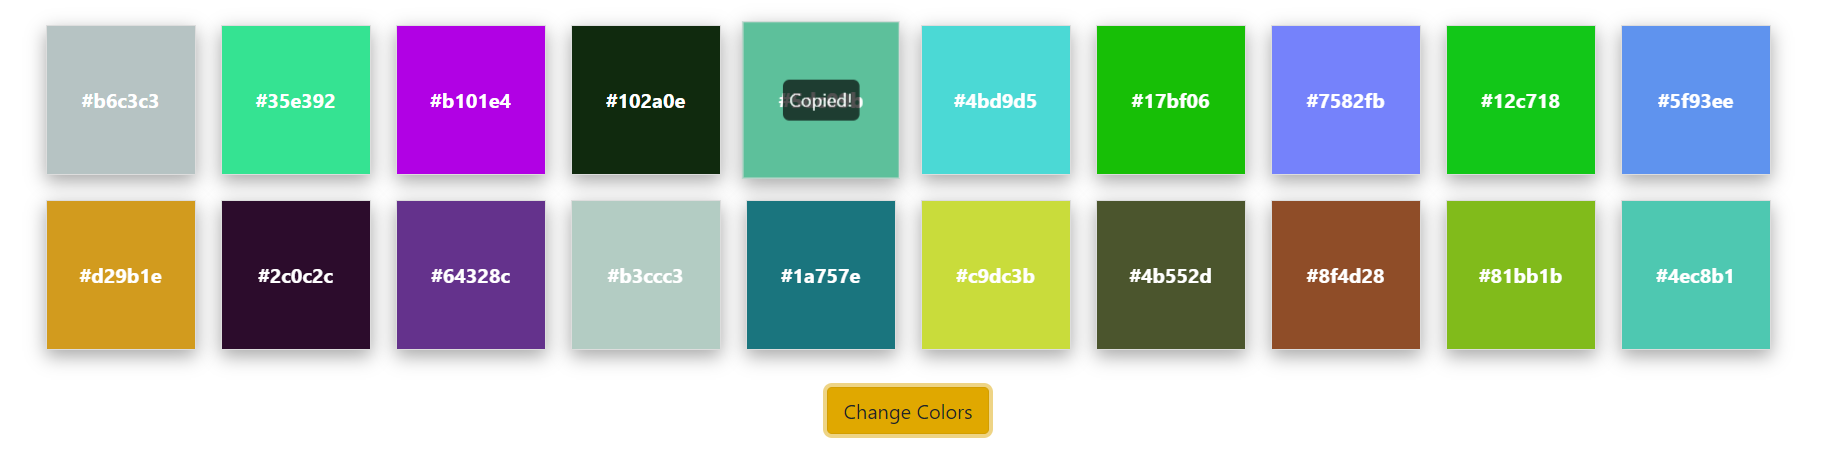 #b6c3c3 #35e392 #b101e4 #102a0e Copied! #4bd9d5 #17bf06 #7582fb #12c718 #5f93ee
#d29b1e #2c0c2c #64328c #b3ccc3 #1a757e #c9dc3b #4b552d #8f4d28 #81bb1b #4ec8b1
Change Colors